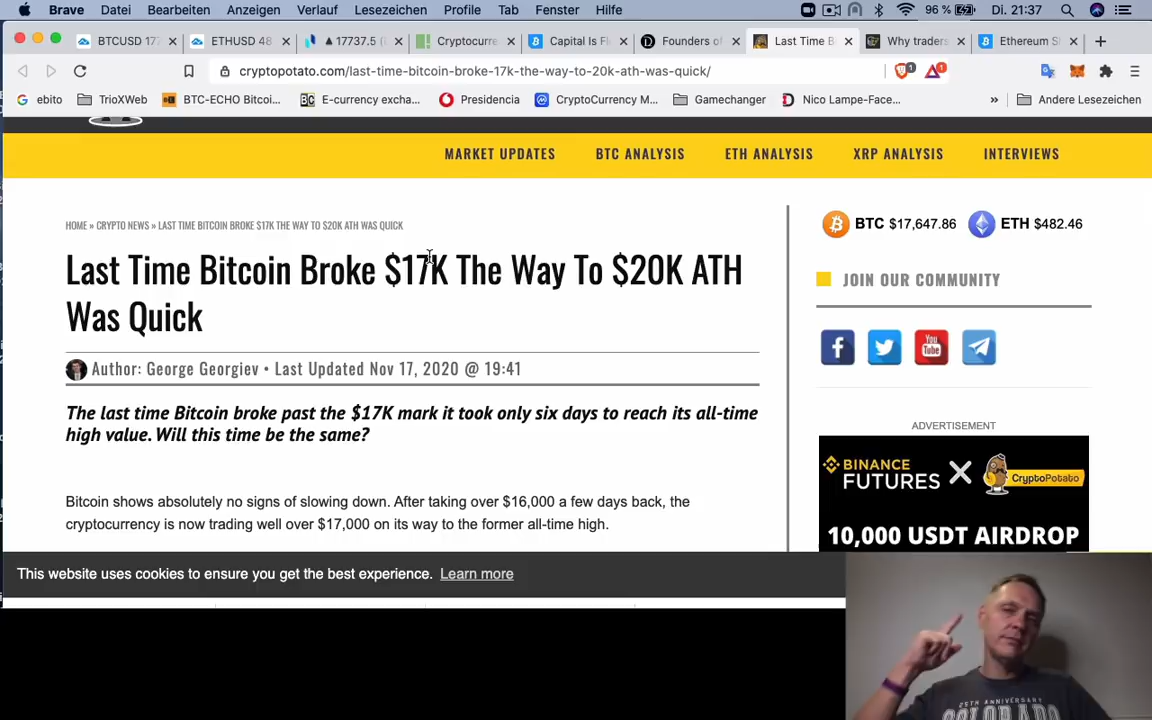 Brave Datei Bearbeiten Anzeigen Verlauf Lesezeichen Profile Tab Fenster Hilfe 96 % Di. 21:37
BTCUSD 177 ETHUSD 48 ▲ 17737.5 ( Cryptocurre Capital Is Fl Founders of Last Time B Why traders Ethereum S
cryptopotato.com/last-time-bitcoin-broke-17k-the-way-to-20k-ath-was-quick/ 1 1
ebito TrioXWeb BTC-ECHO Bitcoi... E-currency excha... Presidencia CryptoCurrency M... Gamechanger Nico Lampe-Face... » Andere Lesezeichen
MARKET UPDATES BTC ANALYSIS ETH ANALYSIS XRP ANALYSIS INTERVIEWS
HOME » CRYPTO NEWS » LAST TIME BITCOIN BROKE $17K THE WAY TO $20K ATH WAS QUICK
Last Time Bitcoin Broke $17K The Way To $20K ATH
Was Quick
Author: George Georgiev • Last Updated Nov 17, 2020 @ 19:41
The last time Bitcoin broke past the $17K mark it took only six days to reach its all-time
high value. Will this time be the same?
Bitcoin shows absolutely no signs of slowing down. After taking over $16,000 a few days back, the
cryptocurrency is now trading well over $17,000 on its way to the former all-time high.
BTC $17,647.86 ETH $482.46
JOIN OUR COMMUNITY
You
Tube
ADVERTISEMENT
BINANCE
FUTURES
CryptoPotato
10,000 USDT AIRDROP
This website uses cookies to ensure you get the best experience. Learn more
25TH ANNIVERSARY
COLORADO